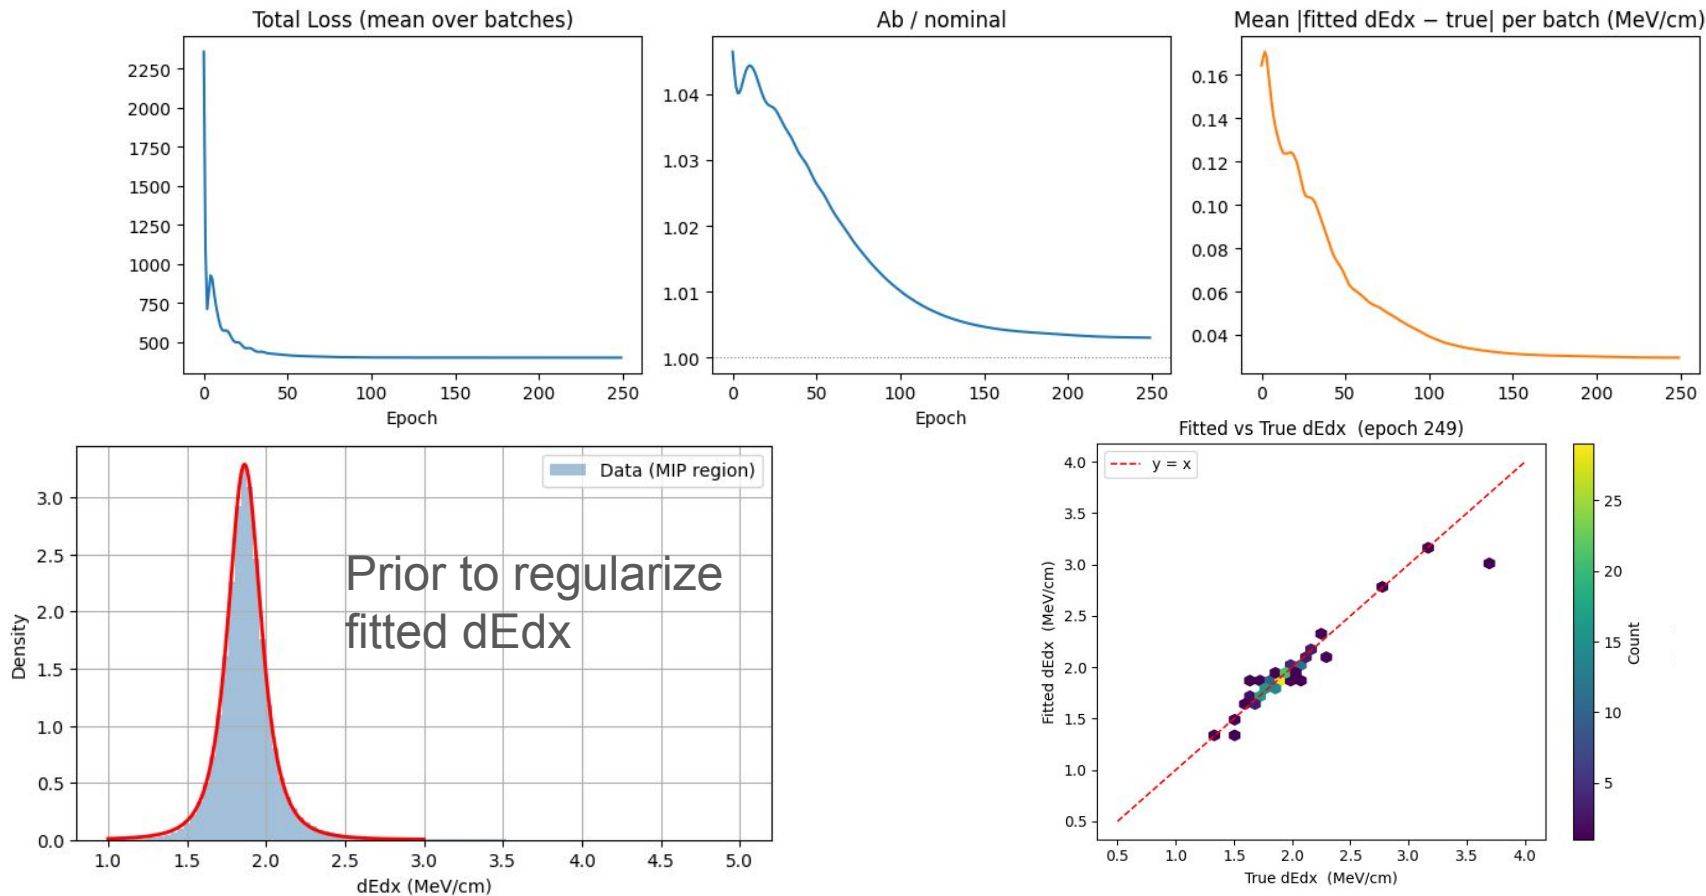 Total Loss (mean over batches)
2250
2000
1750
1500
1250
1000
750
500
0 50 100 150 200 250
Epoch
Ab / nominal
1.04
1.03
1.02
1.01
1.00
0 50 100 150 200 250
Epoch
Mean |fitted dEdx − true| per batch (MeV/cm)
0.16
0.14
0.12
0.10
0.08
0.06
0.04
0 50 100 150 200 250
Data (MIP region)
Prior to regularize
fitted dEdx
Density
3.0
2.5
2.0
1.5
1.0
0.5
0.0
1.0 1.5 2.0 2.5 3.0 3.5 4.0 4.5 5.0
dEdx (MeV/cm)
Fitted vs True dEdx (epoch 249)
y = x
Fitted dEdx (MeV/cm)
4.0
3.5
3.0
2.5
2.0
1.5
1.0
0.5
0.5 1.0 1.5 2.0 2.5 3.0 3.5 4.0
True dEdx (MeV/cm)
25
20
15
10
5
Count